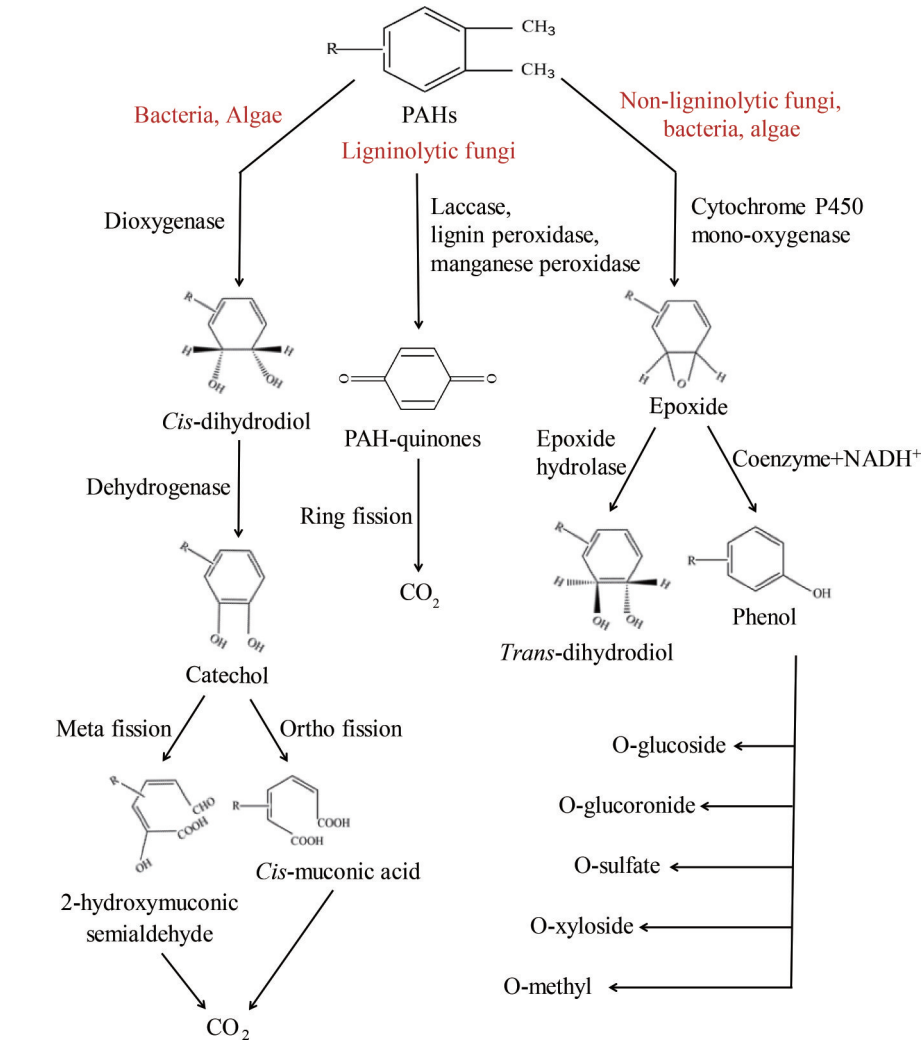 CH3
R
CH3
PAHs
Bacteria, Algae
Ligninolytic fungi
Non-ligninolytic fungi,
bacteria, algae
Dioxygenase
Laccase,
lignin peroxidase,
manganese peroxidase
Cytochrome P450
mono-oxygenase
R
H
H
OH
OH
Cis-dihydrodiol
O
O
PAH-quinones
R
H
H
O
Epoxide
Dehydrogenase
Ring fission
CO2
Epoxide
hydrolase
Coenzyme+NADH+
R
OH
OH
Catechol
R
H
H
OH
OH
Trans-dihydrodiol
R
OH
Phenol
Meta fission
Ortho fission
R
CHO
COOH
OH
2-hydroxymuconic
semialdehyde
R
COOH
COOH
Cis-muconic acid
CO2
O-glucoside
O-glucoronide
O-sulfate
O-xyloside
O-methyl